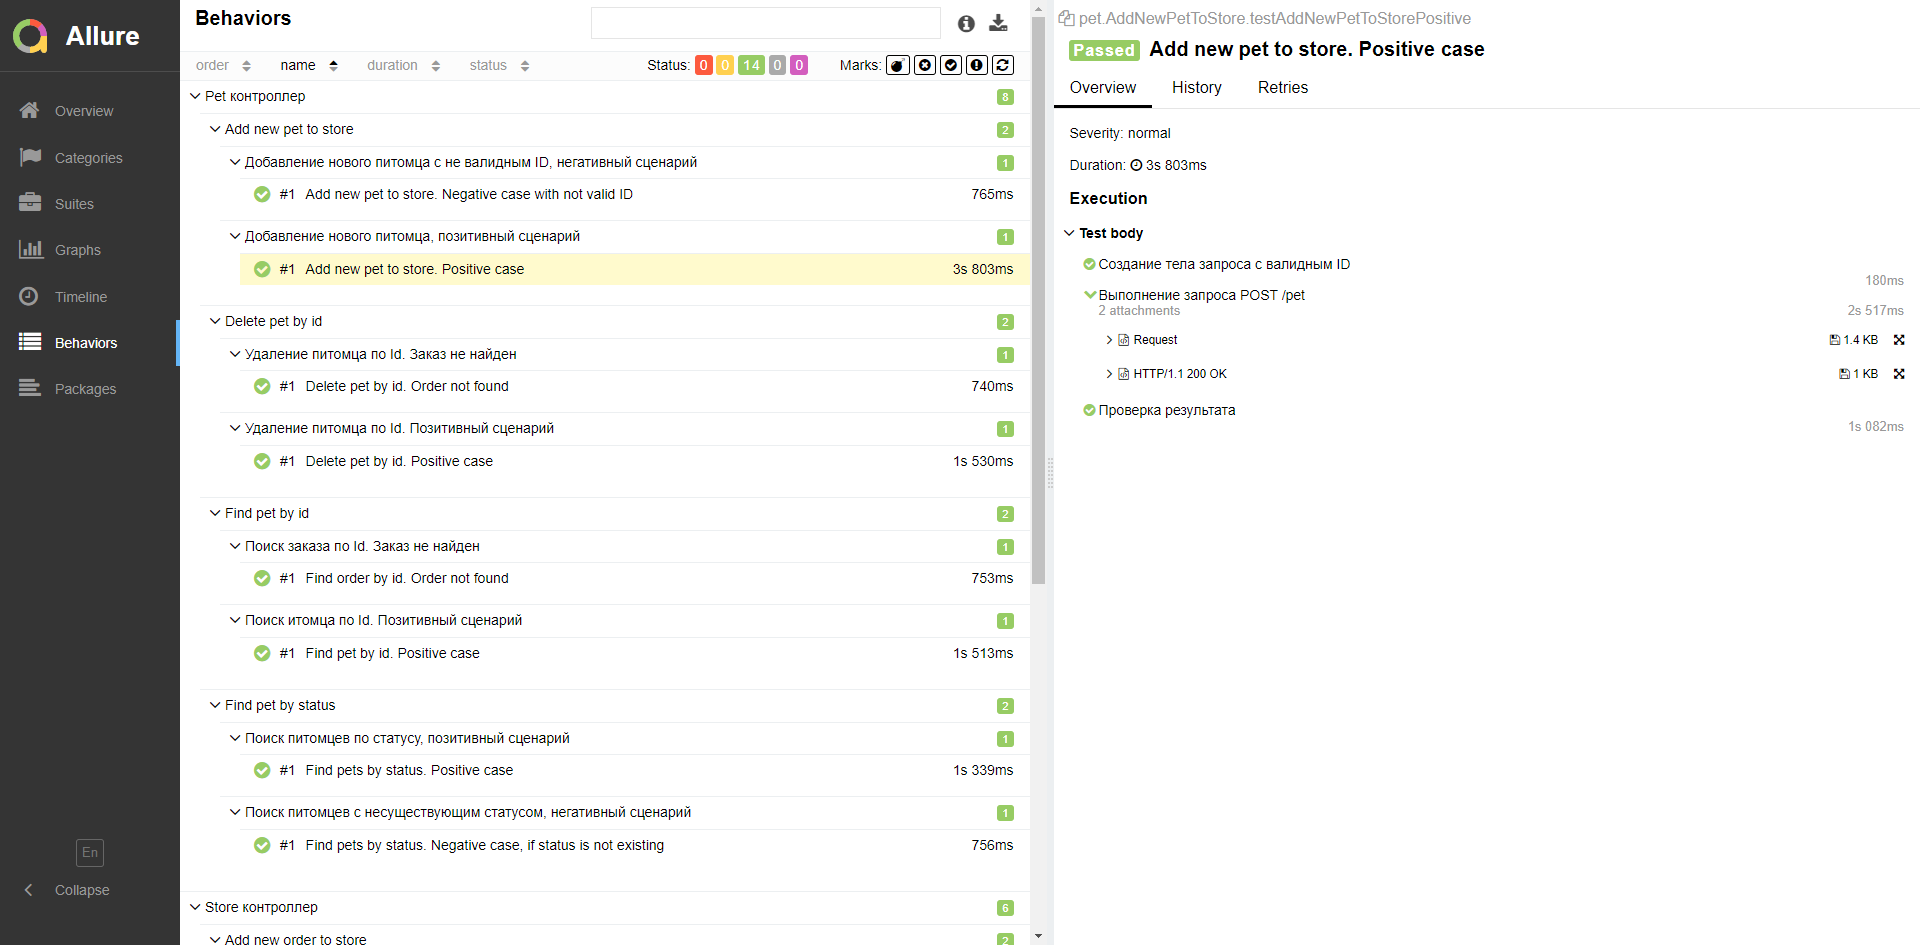 Allure
Overview
Categories
Suites
Graphs
Timeline
Behaviors
Packages
En
Collapse
Behaviors
order name duration status Status: 0 0 14 0 0 Marks:
Pet контроллер 8
Add new pet to store 2
Добавление нового питомца с не валидным ID, негативный сценарий 1
#1 Add new pet to store. Negative case with not valid ID 765ms
Добавление нового питомца, позитивный сценарий 1
#1 Add new pet to store. Positive case 3s 803ms
Delete pet by id 2
Удаление питомца по Id. Заказ не найден 1
#1 Delete pet by id. Order not found 740ms
Удаление питомца по Id. Позитивный сценарий 1
#1 Delete pet by id. Positive case 1s 530ms
Find pet by id 2
Поиск заказа по Id. Заказ не найден 1
#1 Find order by id. Order not found 753ms
Поиск итомца по Id. Позитивный сценарий 1
#1 Find pet by id. Positive case 1s 513ms
Find pet by status 2
Поиск питомцев по статусу, позитивный сценарий 1
#1 Find pets by status. Positive case 1s 339ms
Поиск питомцев с несуществующим статусом, негативный сценарий 1
#1 Find pets by status. Negative case, if status is not existing 756ms
Store контроллер 6
Add new order to store 2
pet.AddNewPetToStore.testAddNewPetToStorePositive
Passed Add new pet to store. Positive case
Overview History Retries
Severity: normal
Duration: 3s 803ms
Execution
Test body
Создание тела запроса с валидным ID
180ms
Выполнение запроса POST /pet
2 attachments 2s 517ms
Request 1.4 KB
HTTP/1.1 200 OK 1 KB
Проверка результата
1s 082ms